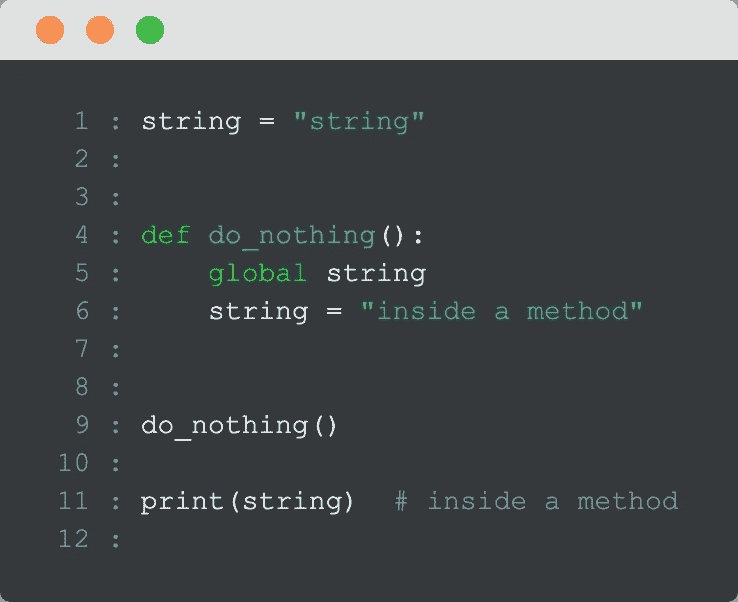 1 : string = "string"
2 :
3 :
4 : def do_nothing():
5 :     global string
6 :     string = "inside a method"
7 :
8 :
9 : do_nothing()
10 :
11 : print(string)  # inside a method
12 :